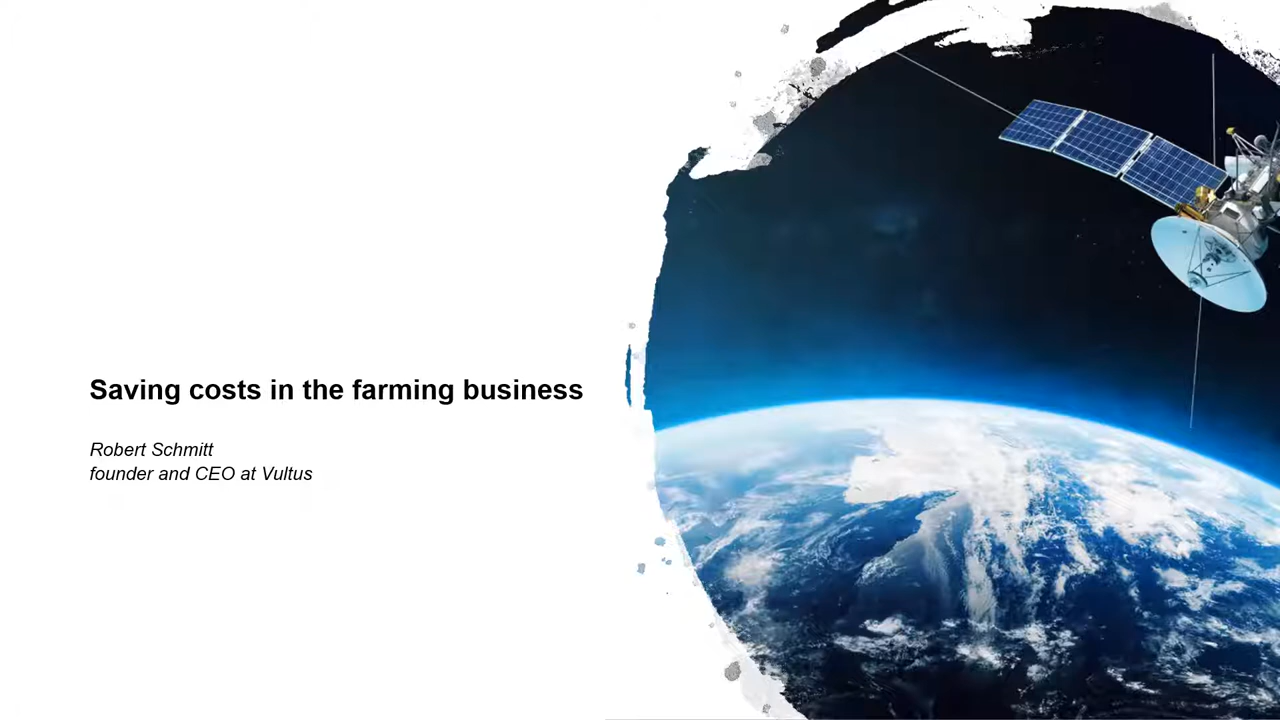 Saving costs in the farming business
Robert Schmitt
founder and CEO at Vultus